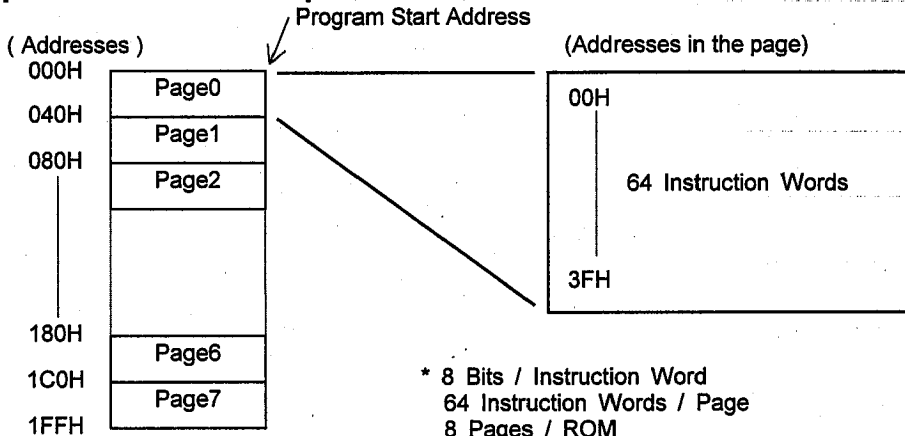 Program Start Address
( Addresses )
(Addresses in the page)
000H
Page0
00H
040H
Page1
080H
Page2
64 Instruction Words
3FH
180H
Page6
1C0H
Page7
1FFH
* 8 Bits / Instruction Word
64 Instruction Words / Page
8 Pages / ROM